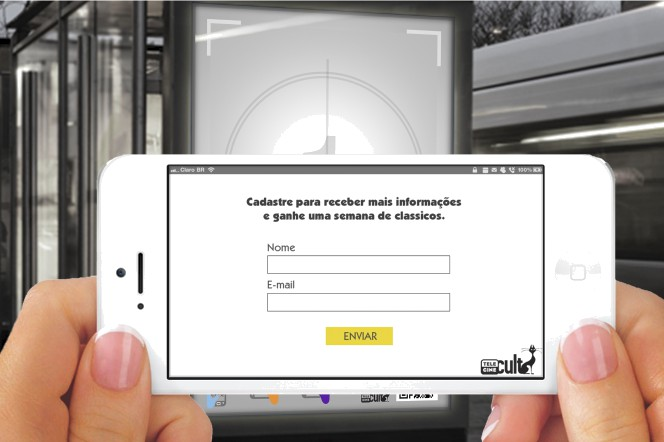 Claro BR
100%
Cadastre para receber mais informações
e ganhe uma semana de classicos.
Nome
E-mail
ENVIAR
TELE
CINE cult
cult